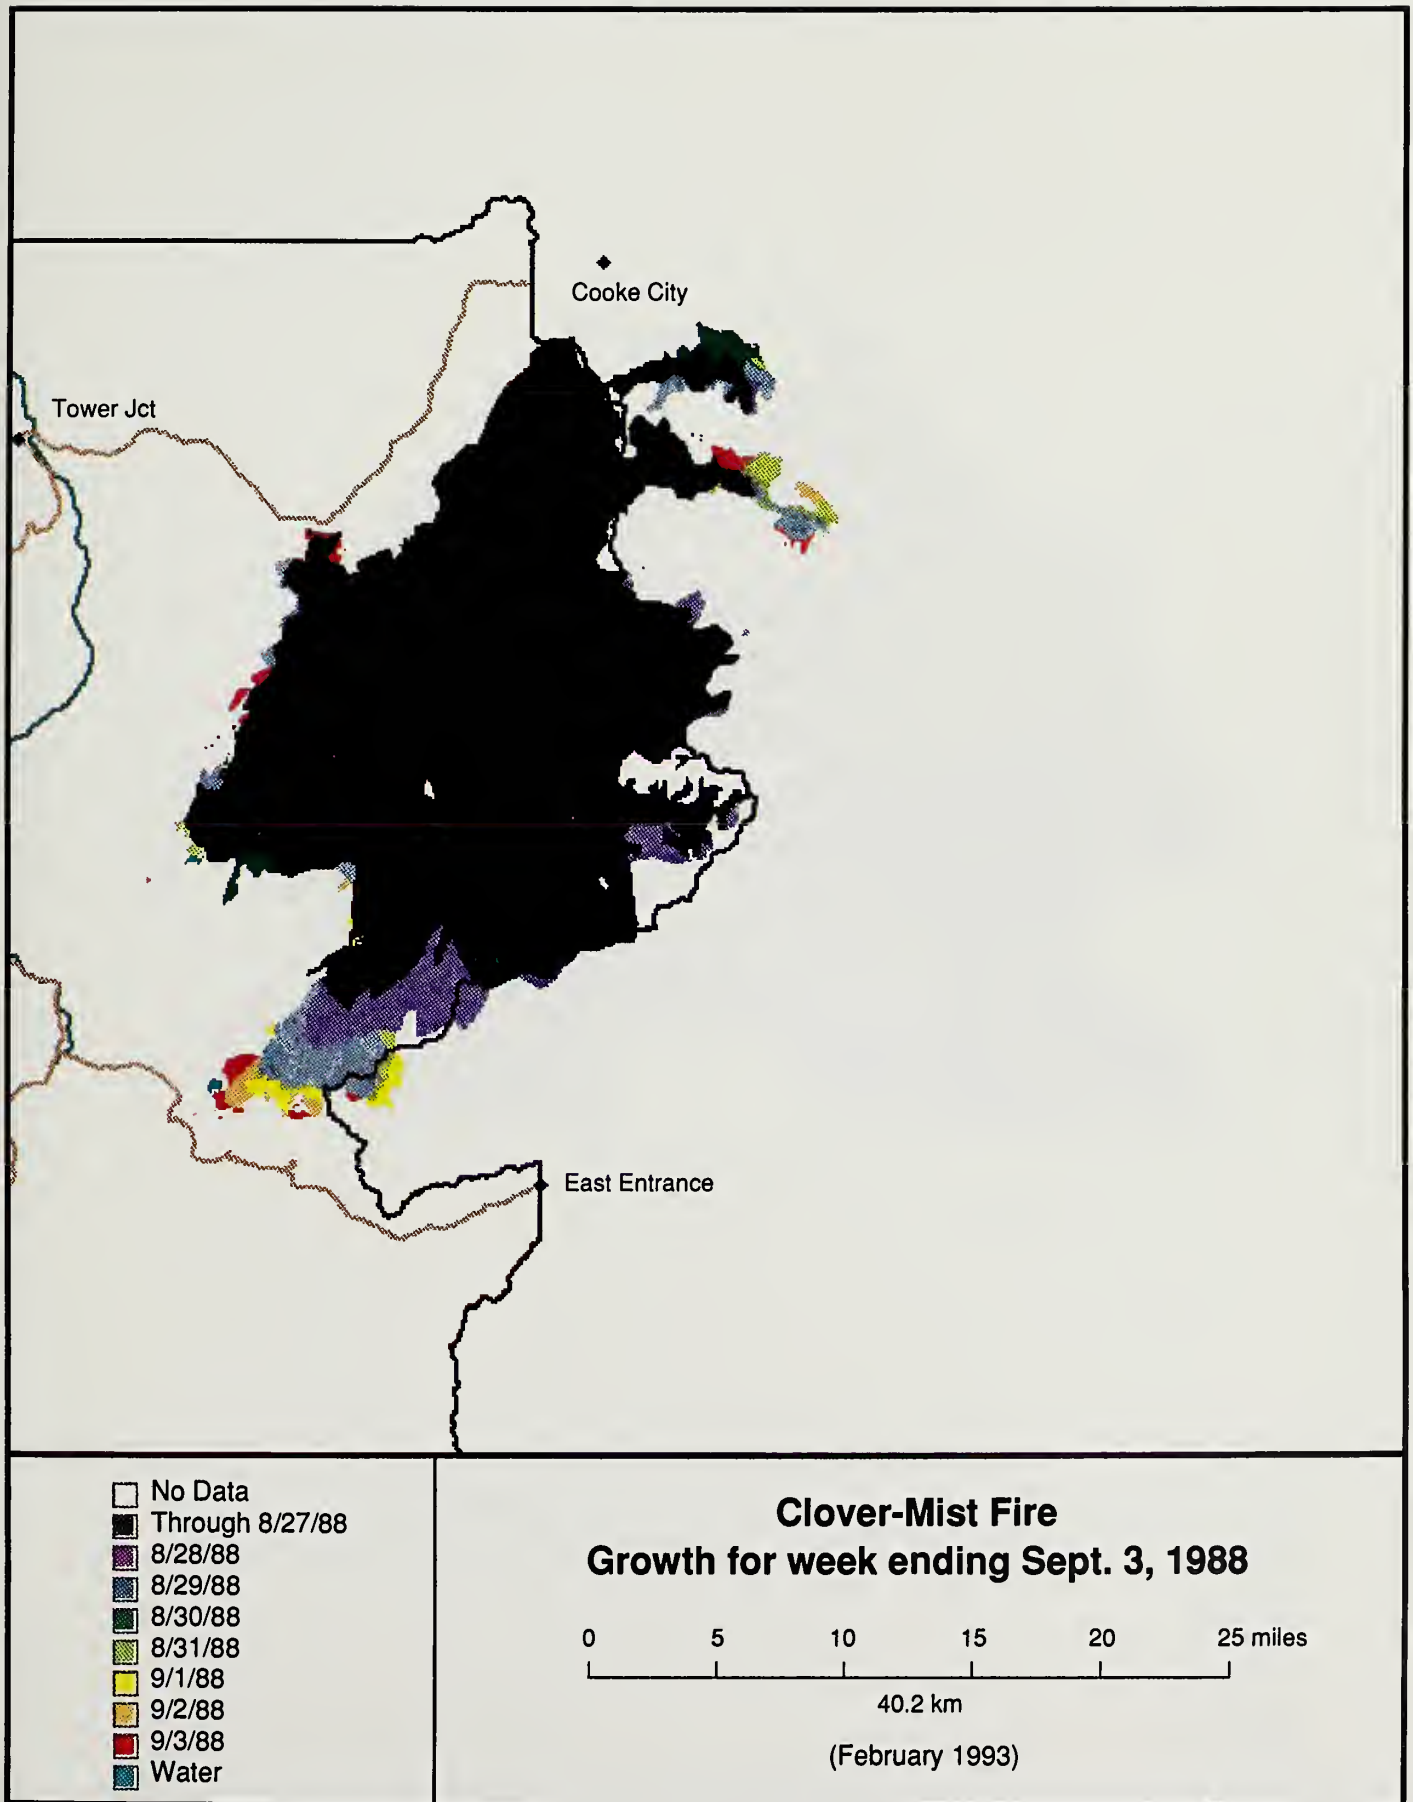 Cooke City
Tower Jct
East Entrance
No Data
Through 8/27/88
8/28/88
8/29/88
8/30/88
8/31/88
9/1/88
9/2/88
9/3/88
Water
Clover-Mist Fire
Growth for week ending Sept. 3, 1988
0 5 10 15 20 25 miles
40.2 km
(February 1993)